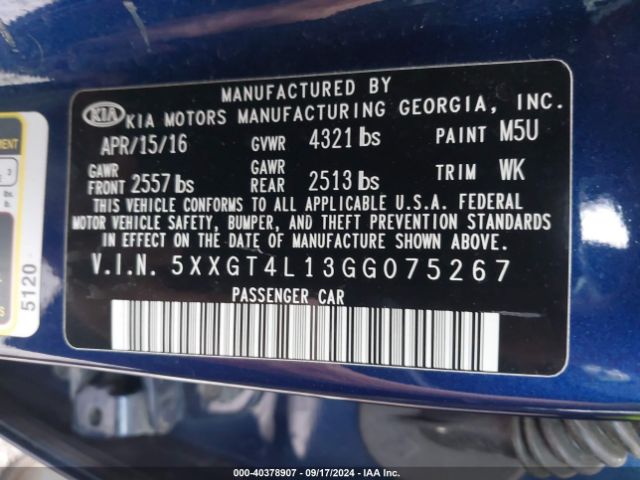 MANUFACTURED BY
KIA KIA MOTORS MANUFACTURING GEORGIA, INC.
APR/15/16 GVWR 4321 lbs PAINT M5U
GAWR FRONT 2557 lbs GAWR REAR 2513 lbs TRIM WK
THIS VEHICLE CONFORMS TO ALL APPLICABLE U.S.A. FEDERAL
MOTOR VEHICLE SAFETY, BUMPER, AND THEFT PREVENTION STANDARDS
IN EFFECT ON THE DATE OF MANUFACTURE SHOWN ABOVE
V.I.N. 5XXGT4L13GG075267
PASSENGER CAR
5120
000-40378907 - 09/17/2024 - IAA Inc.